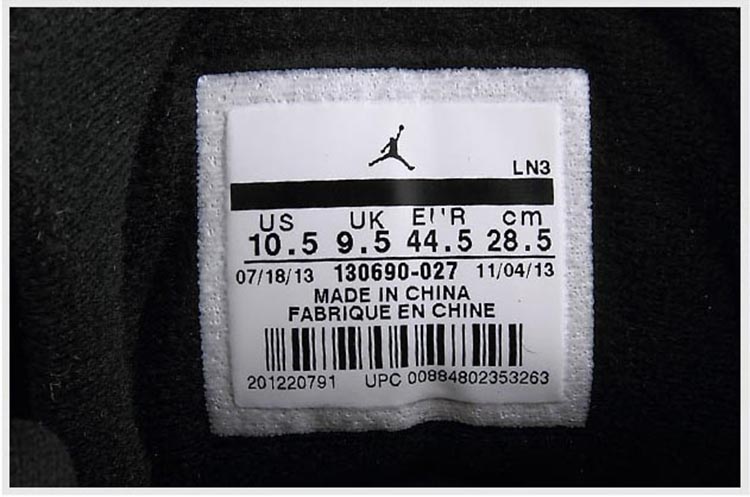 LN3
US UK EUR cm
10.5 9.5 44.5 28.5
07/18/13 130690-027 11/04/13
MADE IN CHINA
FABRIQUE EN CHINE
201220791 UPC 00884802353263